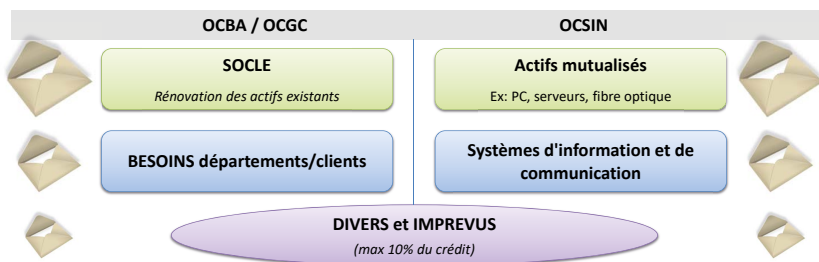 OCBA / OCGC
OCSIN
SOCLE
Rénovation des actifs existants
Actifs mutualisés
Ex: PC, serveurs, fibre optique
BESOINS départements/clients
Systèmes d'information et de
communication
DIVERS et IMPREVUS
(max 10% du crédit)